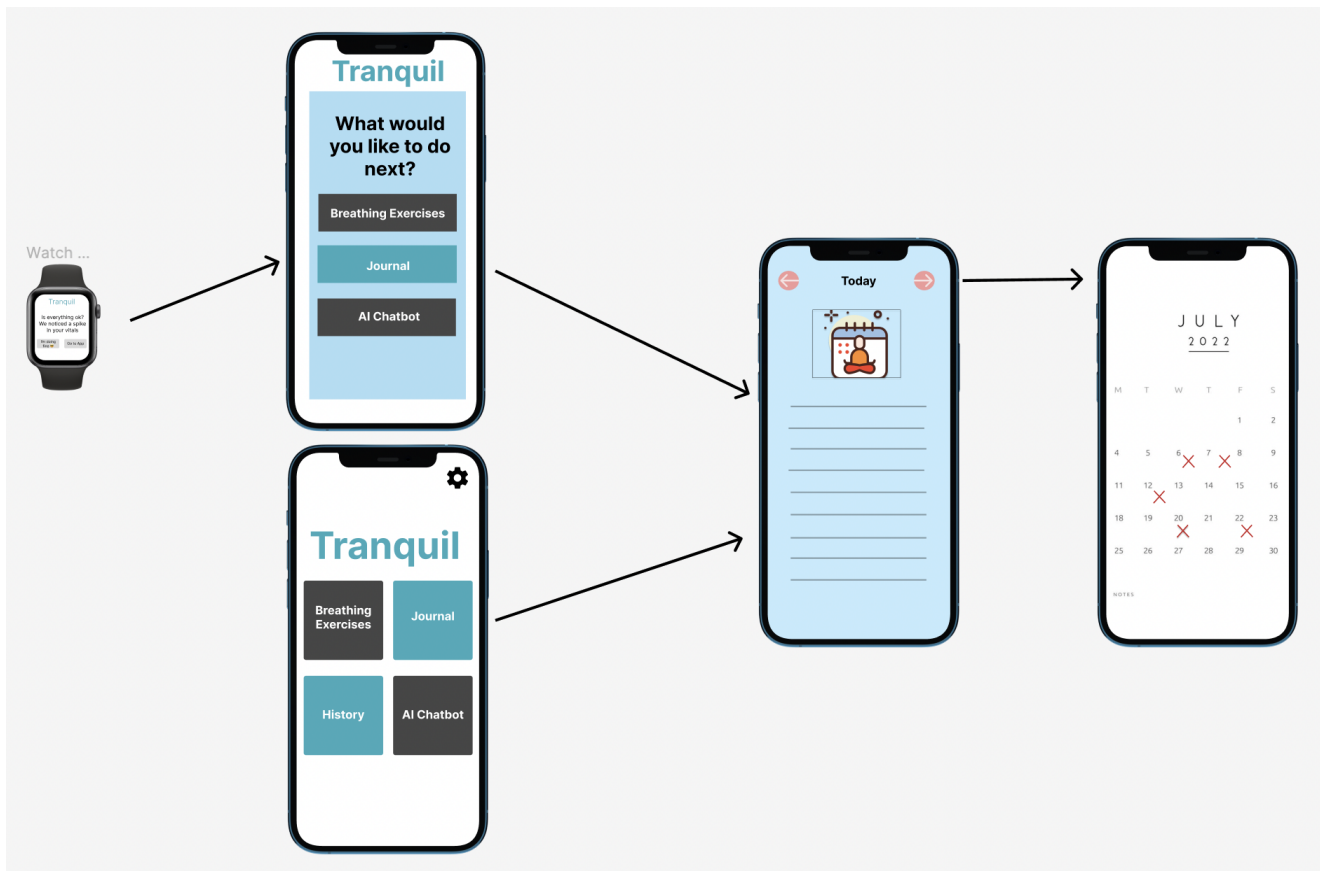 Watch ...
Tranquil
Is everything ok?
We noticed a spike
in your vitals
I'm doing
Go to App
Tranquil
What would
you like to do
next?
Breathing Exercises
Journal
AI Chatbot
Tranquil
Breathing
Exercises
Journal
History
AI Chatbot
Today
JULY
2022
M T W T F S
1 2
4 5 6 7 8 9
11 12 13 14 15 16
18 19 20 21 22 23
25 26 27 28 29 30
NOTES